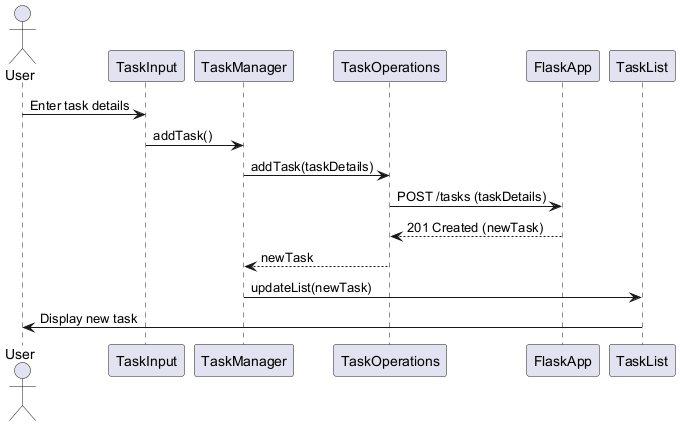 User
TaskInput TaskManager TaskOperations FlaskApp TaskList
Enter task details
addTask()
addTask(taskDetails)
POST /tasks (taskDetails)
201 Created (newTask)
newTask
updateList(newTask)
Display new task
User
TaskInput TaskManager TaskOperations FlaskApp TaskList